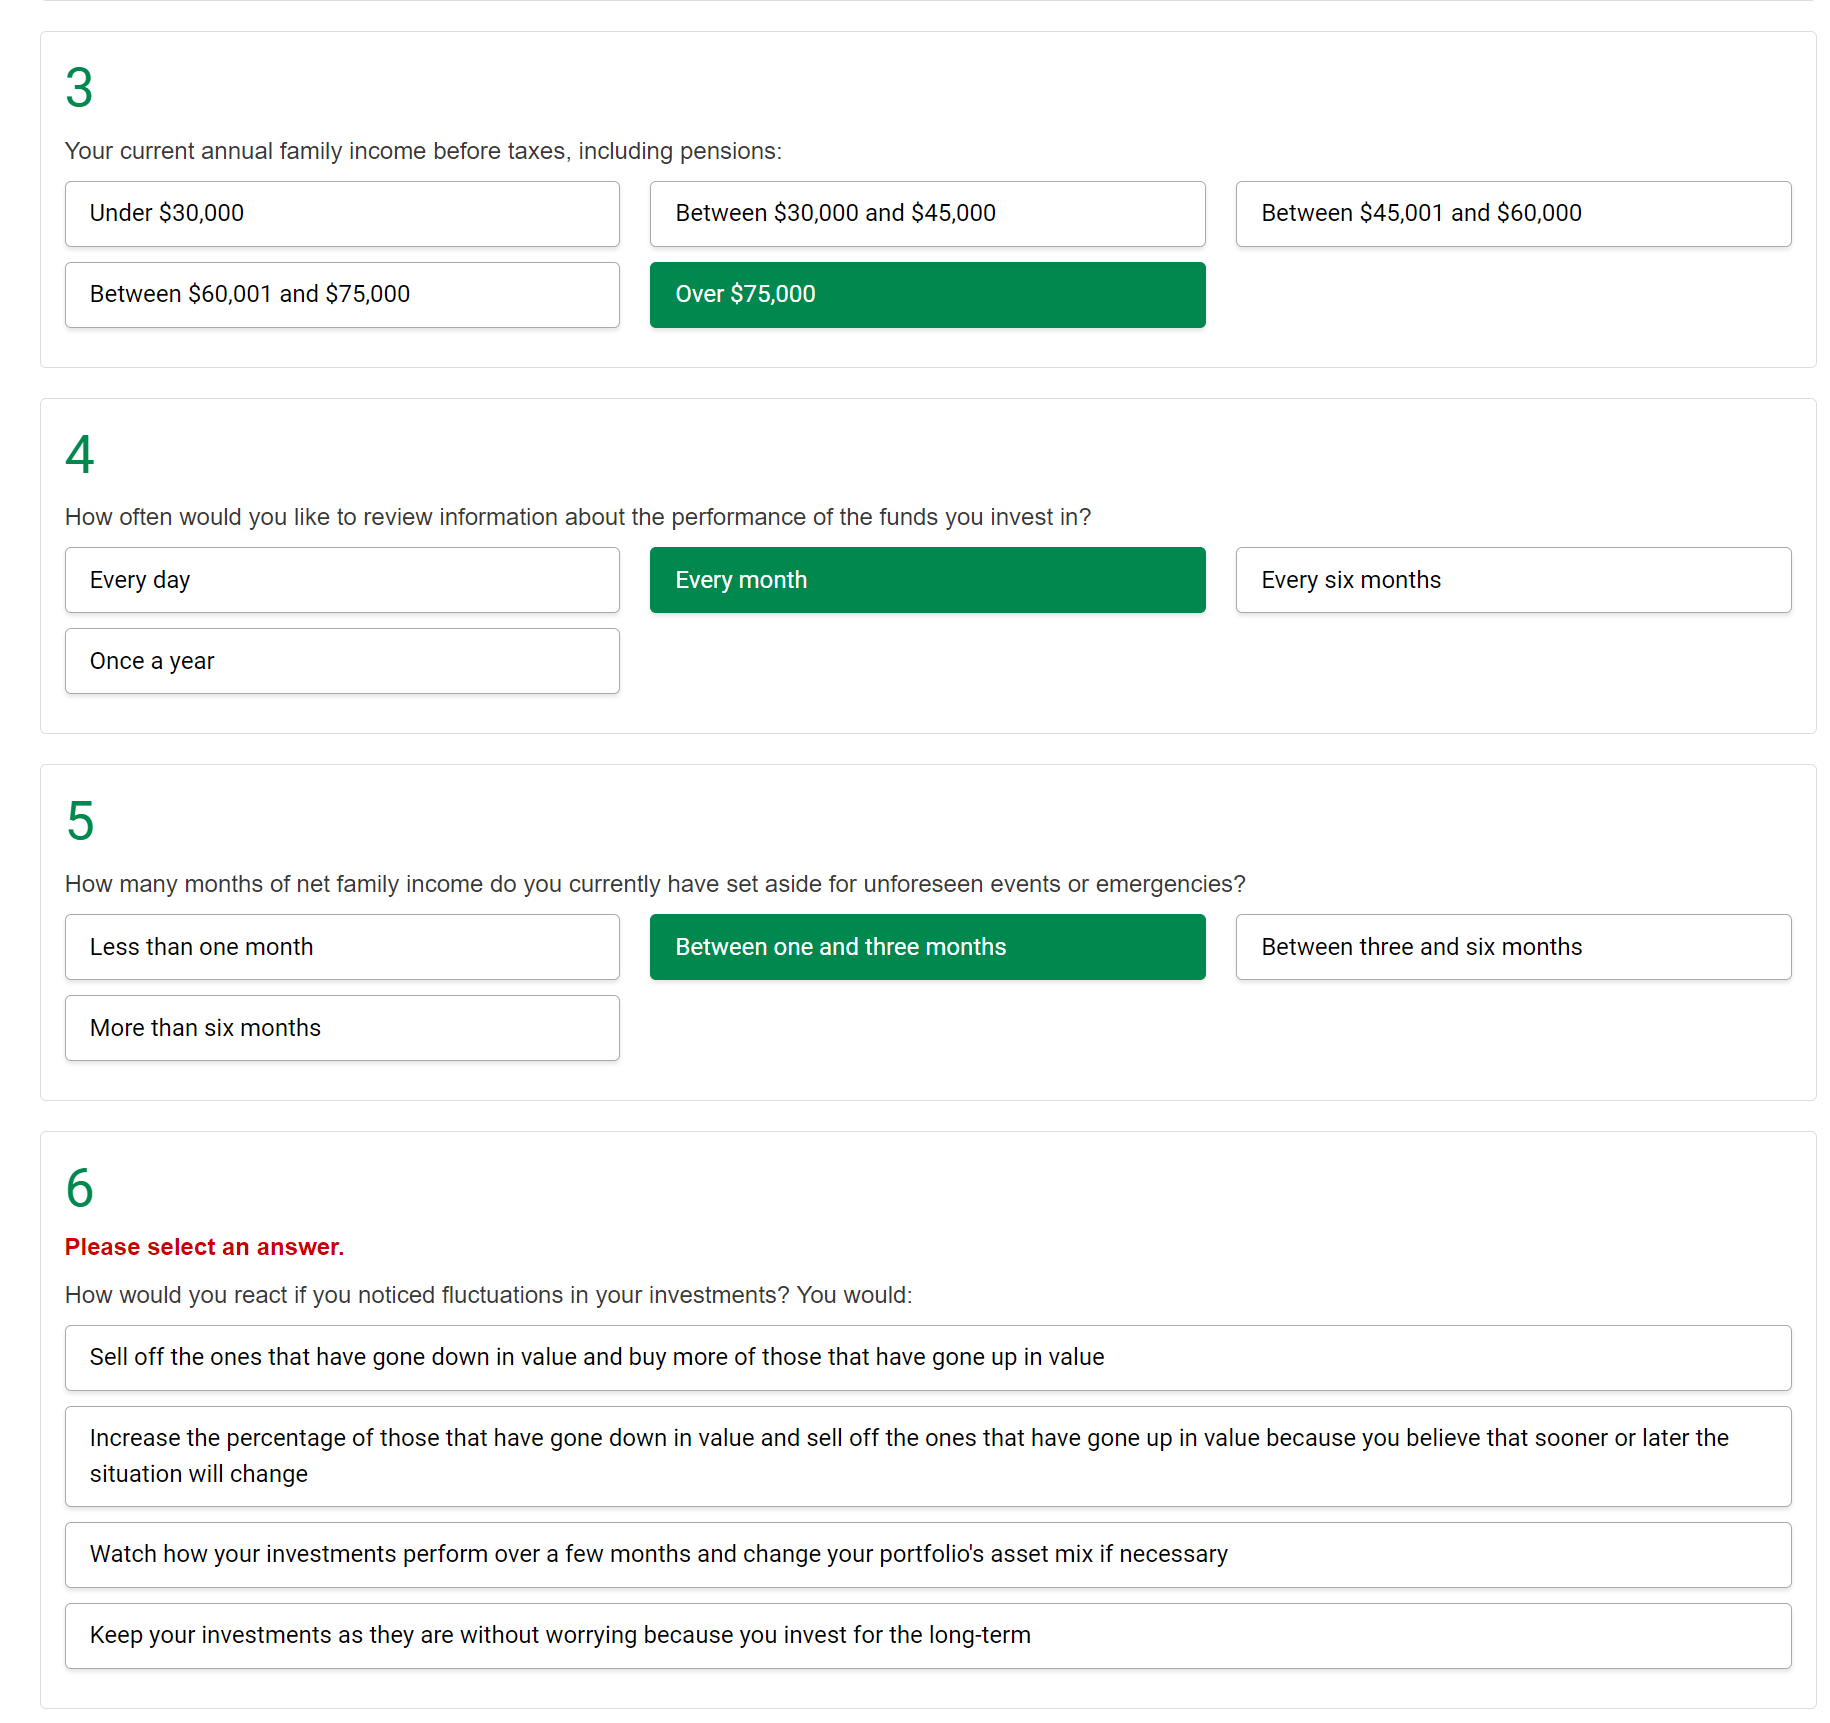 3
Your current annual family income before taxes, including pensions:
Under $30,000
Between $30,000 and $45,000
Between $45,001 and $60,000
Between $60,001 and $75,000
Over $75,000
4
How often would you like to review information about the performance of the funds you invest in?
Every day
Every month
Every six months
Once a year
5
How many months of net family income do you currently have set aside for unforeseen events or emergencies?
Less than one month
Between one and three months
Between three and six months
More than six months
6
Please select an answer.
How would you react if you noticed fluctuations in your investments? You would:
Sell off the ones that have gone down in value and buy more of those that have gone up in value
Increase the percentage of those that have gone down in value and sell off the ones that have gone up in value because you believe that sooner or later the
situation will change
Watch how your investments perform over a few months and change your portfolio's asset mix if necessary
Keep your investments as they are without worrying because you invest for the long-term